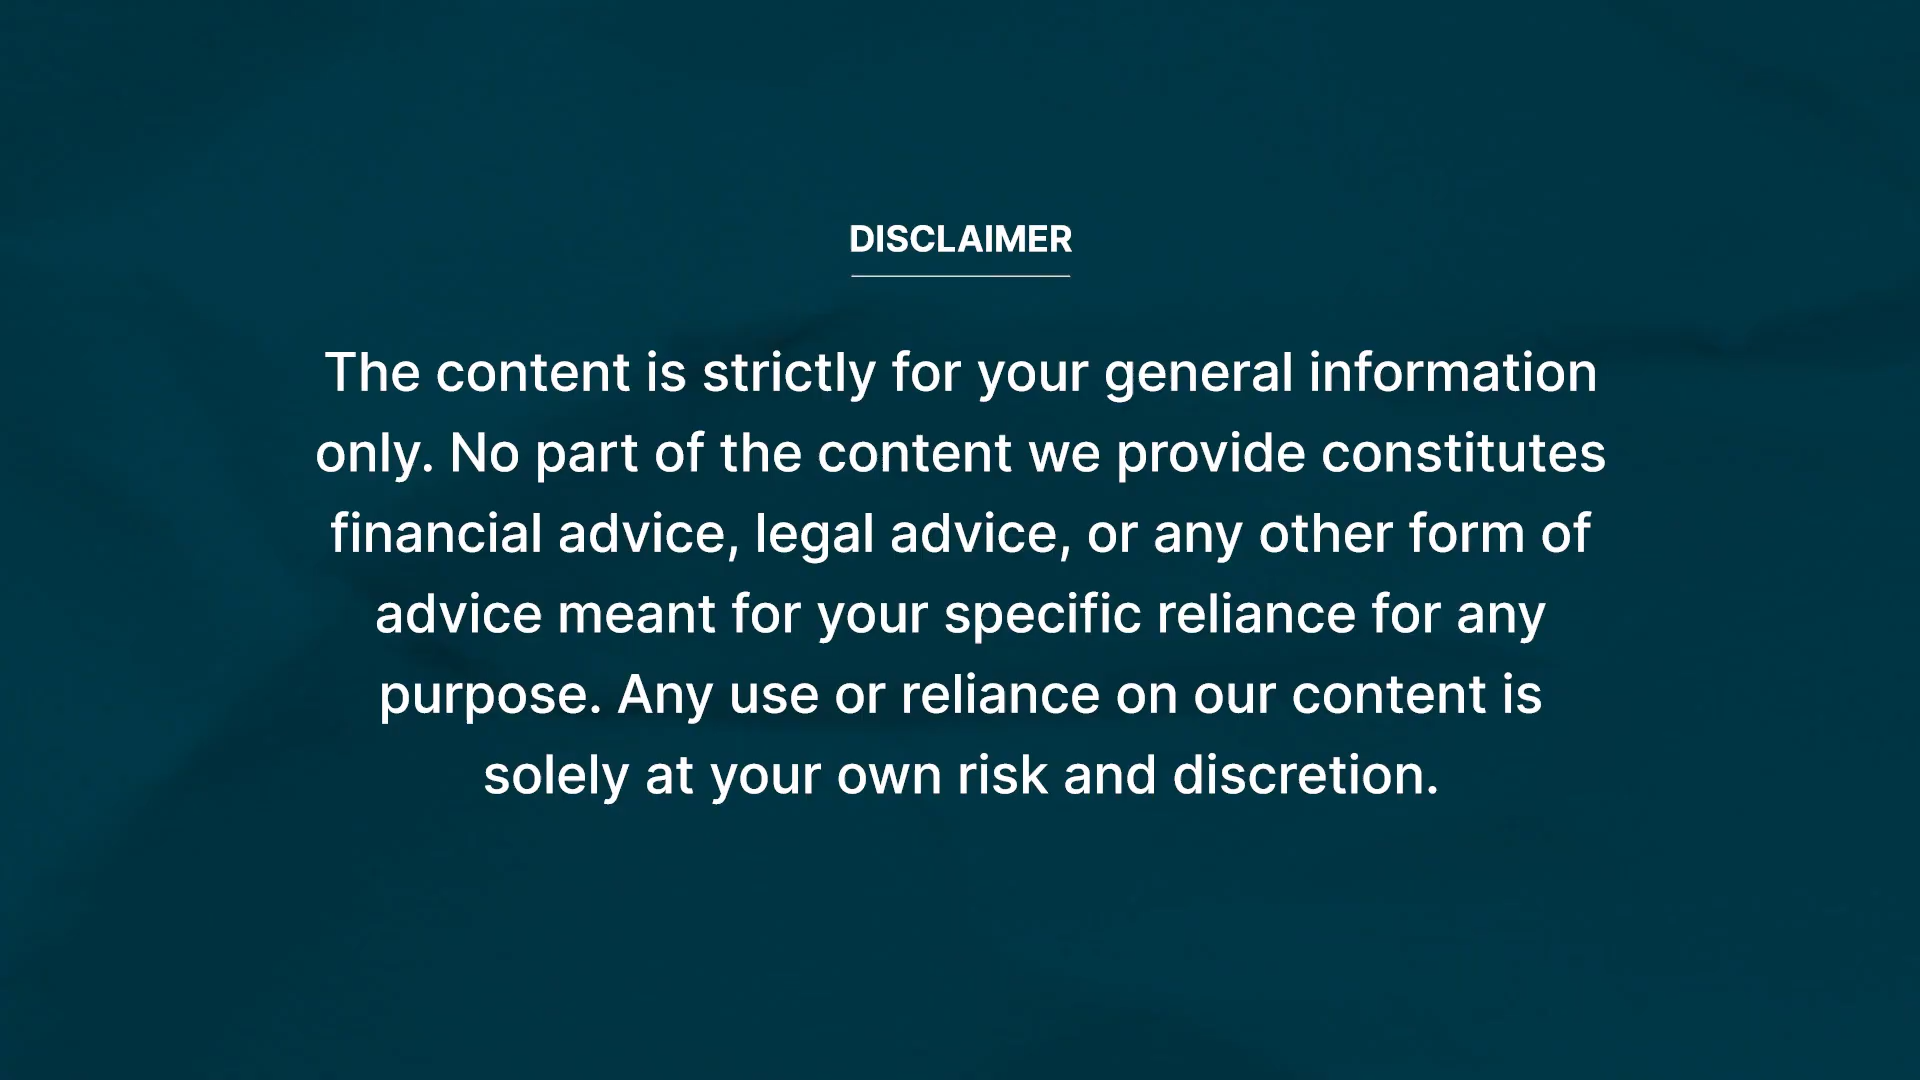 DISCLAIMER
The content is strictly for your general information
only. No part of the content we provide constitutes
financial advice, legal advice, or any other form of
advice meant for your specific reliance for any
purpose. Any use or reliance on our content is
solely at your own risk and discretion.